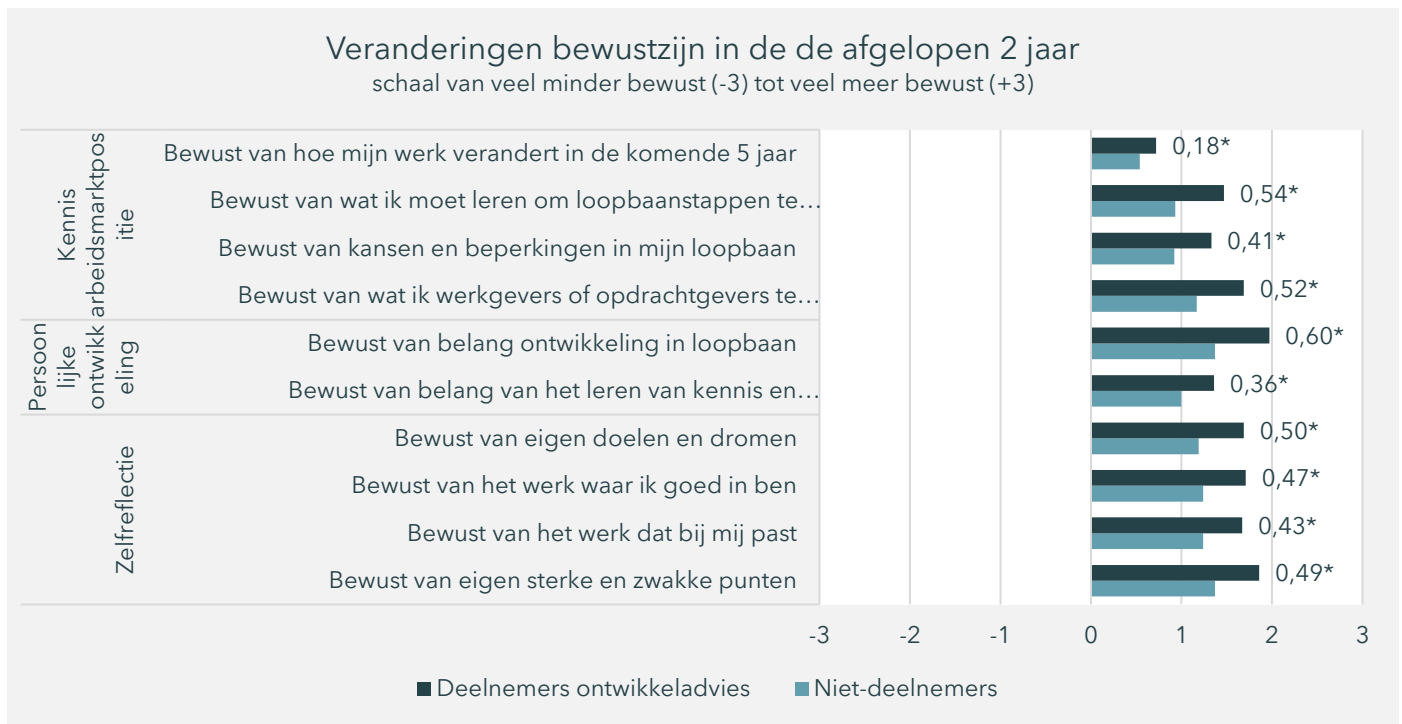 Veranderingen bewustzijn in de de afgelopen 2 jaar
schaal van veel minder bewust (-3) tot veel meer bewust (+3)
Kennis
arbeidsmarktpos
itie
Bewust van hoe mijn werk verandert in de komende 5 jaar
0,18*
Bewust van wat ik moet leren om loopbaanstappen te…
0,54*
Bewust van kansen en beperkingen in mijn loopbaan
0,41*
Bewust van wat ik werkgevers of opdrachtgevers te…
0,52*
Persoon
lijke
ontwikk
eling
Bewust van belang ontwikkeling in loopbaan
0,60*
Bewust van belang van het leren van kennis en…
0,36*
Zelfreflectie
Bewust van eigen doelen en dromen
0,50*
Bewust van het werk waar ik goed in ben
0,47*
Bewust van het werk dat bij mij past
0,43*
Bewust van eigen sterke en zwakke punten
0,49*
-3 -2 -1 0 1 2 3
Deelnemers ontwikkeladvies Niet-deelnemers